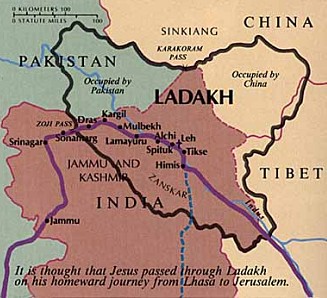 0 KILOMETERS 100
0 STATUTE MILES 100
CHINA
SINKIANG
KARAKORAM
PASS
PAKISTAN
Occupied by
Pakistan
Occupied by
China
LADAKH
ZOJI PASS
Dras
Kargil
Mulbekh
Srinagar
Sonamarg
Lamayuru
Alchi
Leh
Spituk
Tikse
Himis
JAMMU AND
KASHMIR
ZANSKAR
TIBET
INDIA
Indus
Jammu
It is thought that Jesus passed through Ladakh
on his homeward journey from Lhasa to Jerusalem.